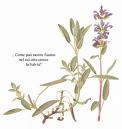 "Come può morire l'uomo
nel cui orto cresce
la Salvia?"